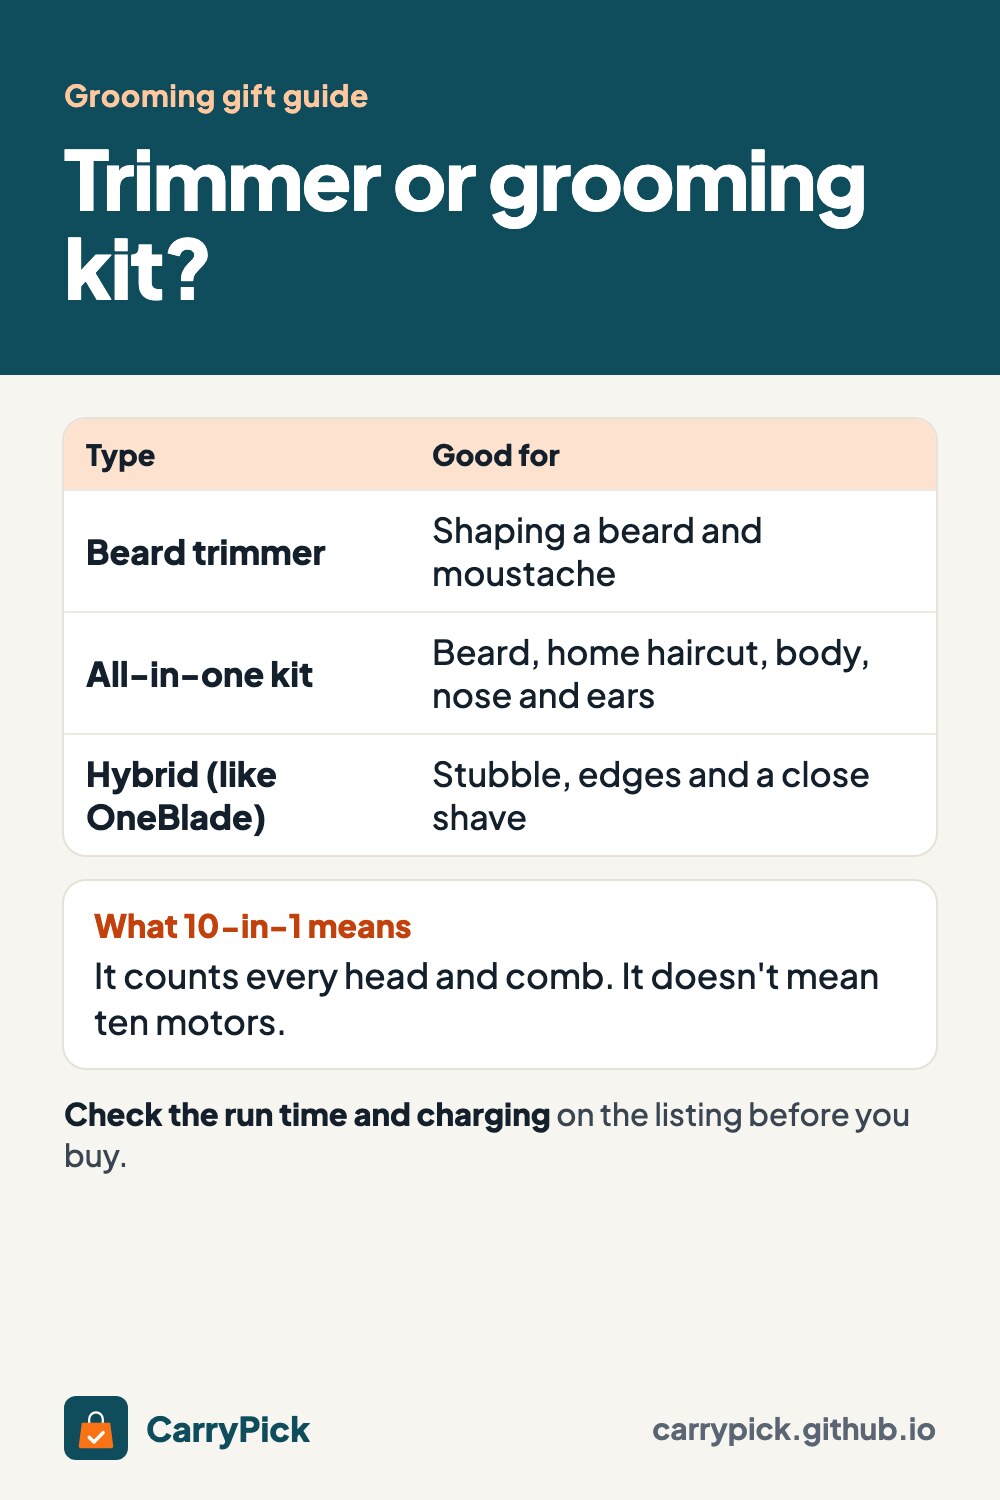 Grooming gift guide
Trimmer or grooming
kit?
Type Good for
Beard trimmer
Shaping a beard and
moustache
All-in-one kit
Beard, home haircut, body,
nose and ears
Hybrid (like
OneBlade)
Stubble, edges and a close
shave
What 10-in-1 means
It counts every head and comb. It doesn't mean
ten motors.
Check the run time and charging on the listing before you
buy.
CarryPick
carrypick.github.io